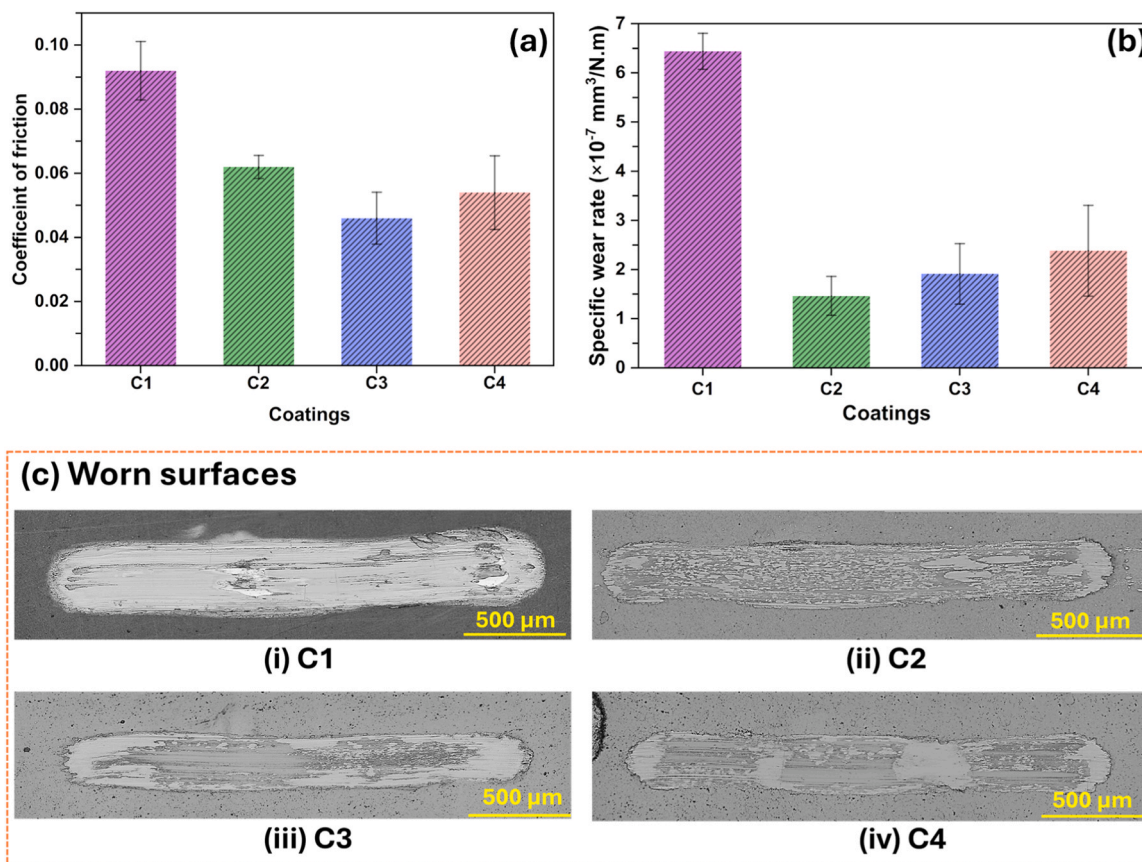 (a)
Coefficeint of friction
0.10
0.08
0.06
0.04
0.02
0.00
C1 C2 C3 C4
Coatings
(b)
Specific wear rate (×10⁻⁷ mm³/N.m)
7
6
5
4
3
2
1
0
C1 C2 C3 C4
Coatings
(c) Worn surfaces
500 µm
(i) C1
500 µm
(ii) C2
500 µm
(iii) C3
500 µm
(iv) C4